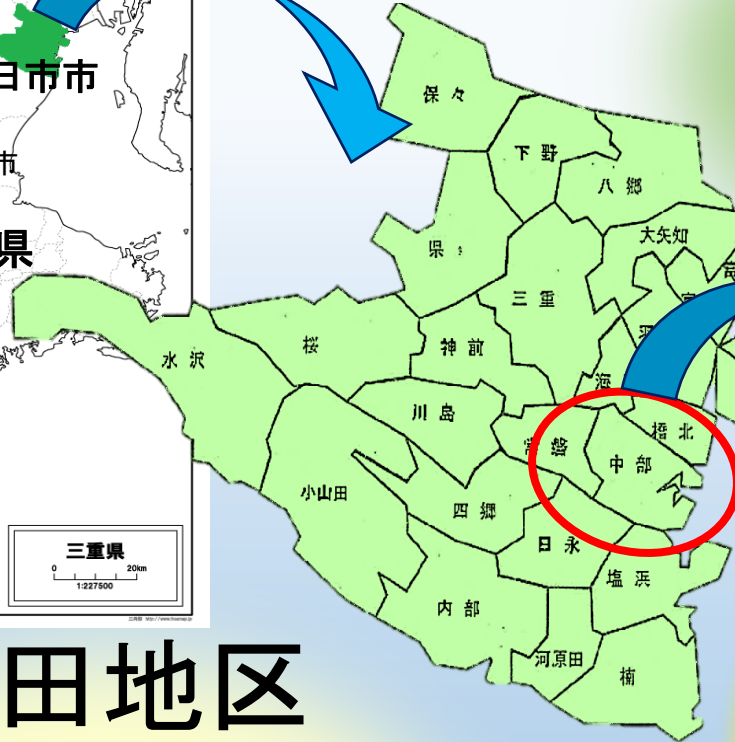 日市市
市
県
三重県
0 20km
1:227500
田地区
保々
下野
八郷
県
大矢知
三重
桜
神前
水沢
川島
海
橋北
常磐
中部
小山田
四郷
日永
塩浜
内部
河原田
楠